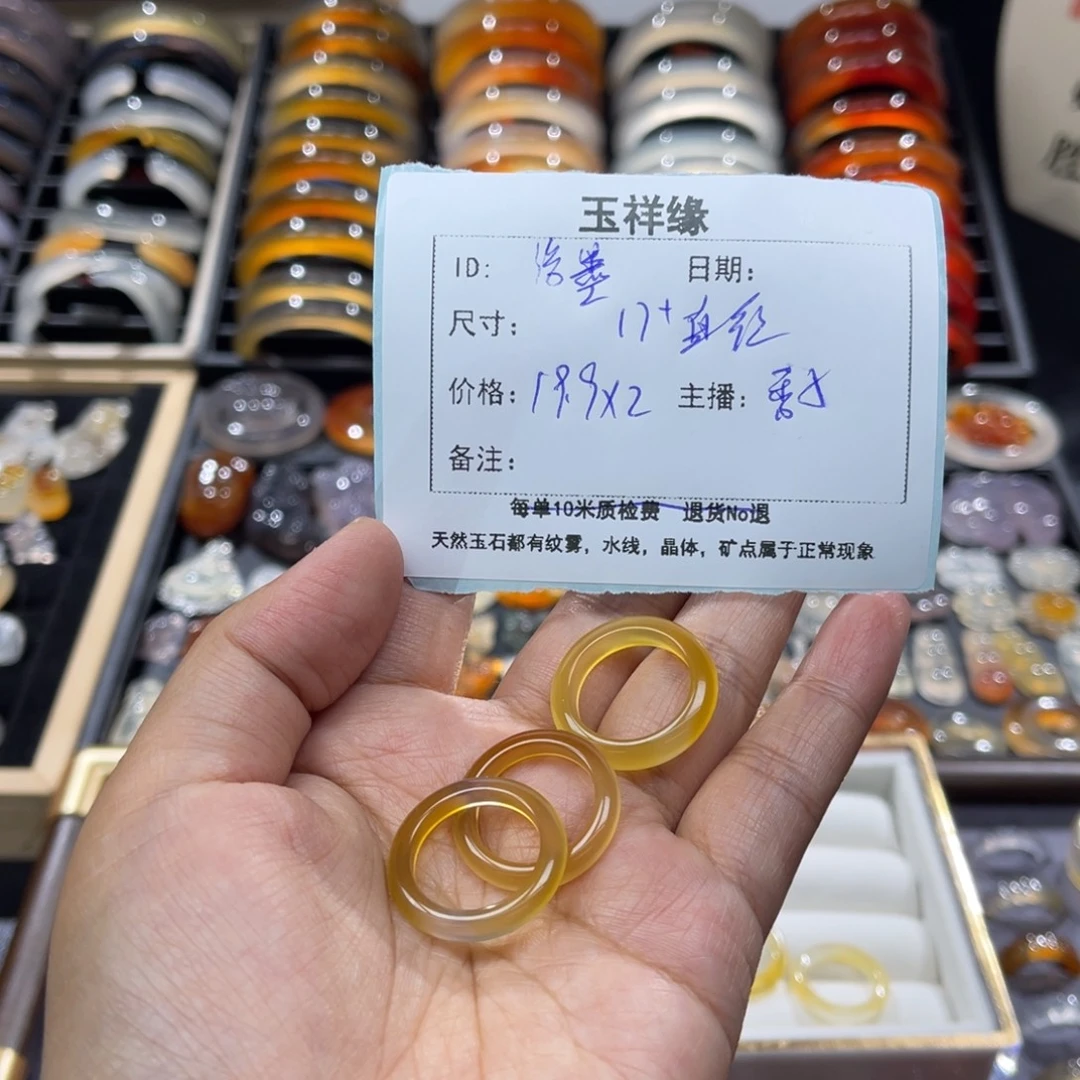 玉祥缘
ID: 日期:
尺寸: 17+
价格: 19.9X2 主播:
备注:
每单10米质检费 退货No退
天然玉石都有纹雾，水线，晶体，矿点属于正常现象